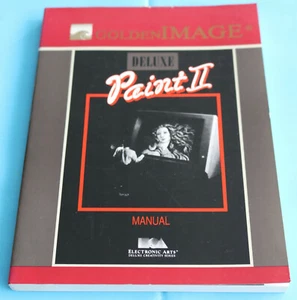 GOLDENIMAGE®
DELUXE
Paint II
MANUAL
ELECTRONIC ARTS®
DELUXE CREATIVITY SERIES